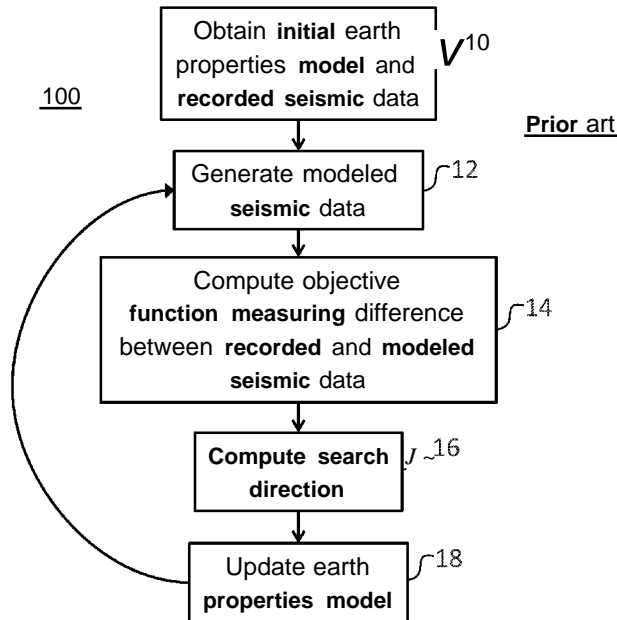 Obtain initial earth
properties model and
recorded seismic data
V10
100
Prior art
Generate modeled
seismic data
12
Compute objective
function measuring difference
between recorded and modeled
seismic data
14
Compute search
direction
J ~16
Update earth
properties model
18